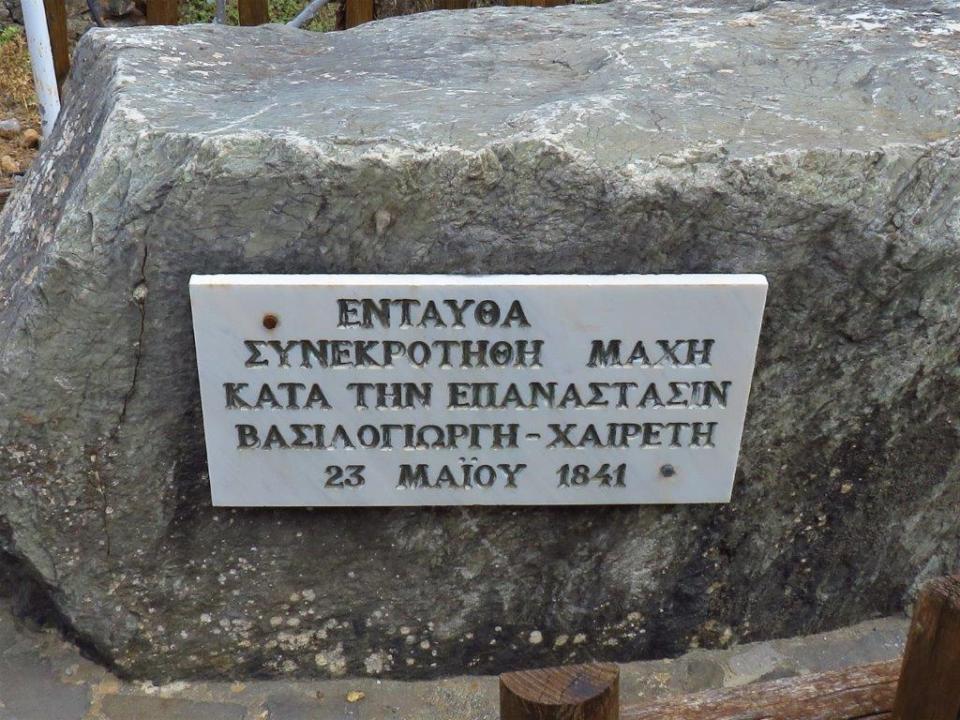 ΕΝΤΑΥΘΑ
ΣΥΝΕΚΡΟΤΗΘΗ ΜΑΧΗ
ΚΑΤΑ ΤΗΝ ΕΠΑΝΑΣΤΑΣΙΝ
ΒΑΣΙΛΟΓΙΩΡΓΗ-ΧΑΙΡΕΤΗ
23 ΜΑΪΟΥ 1841